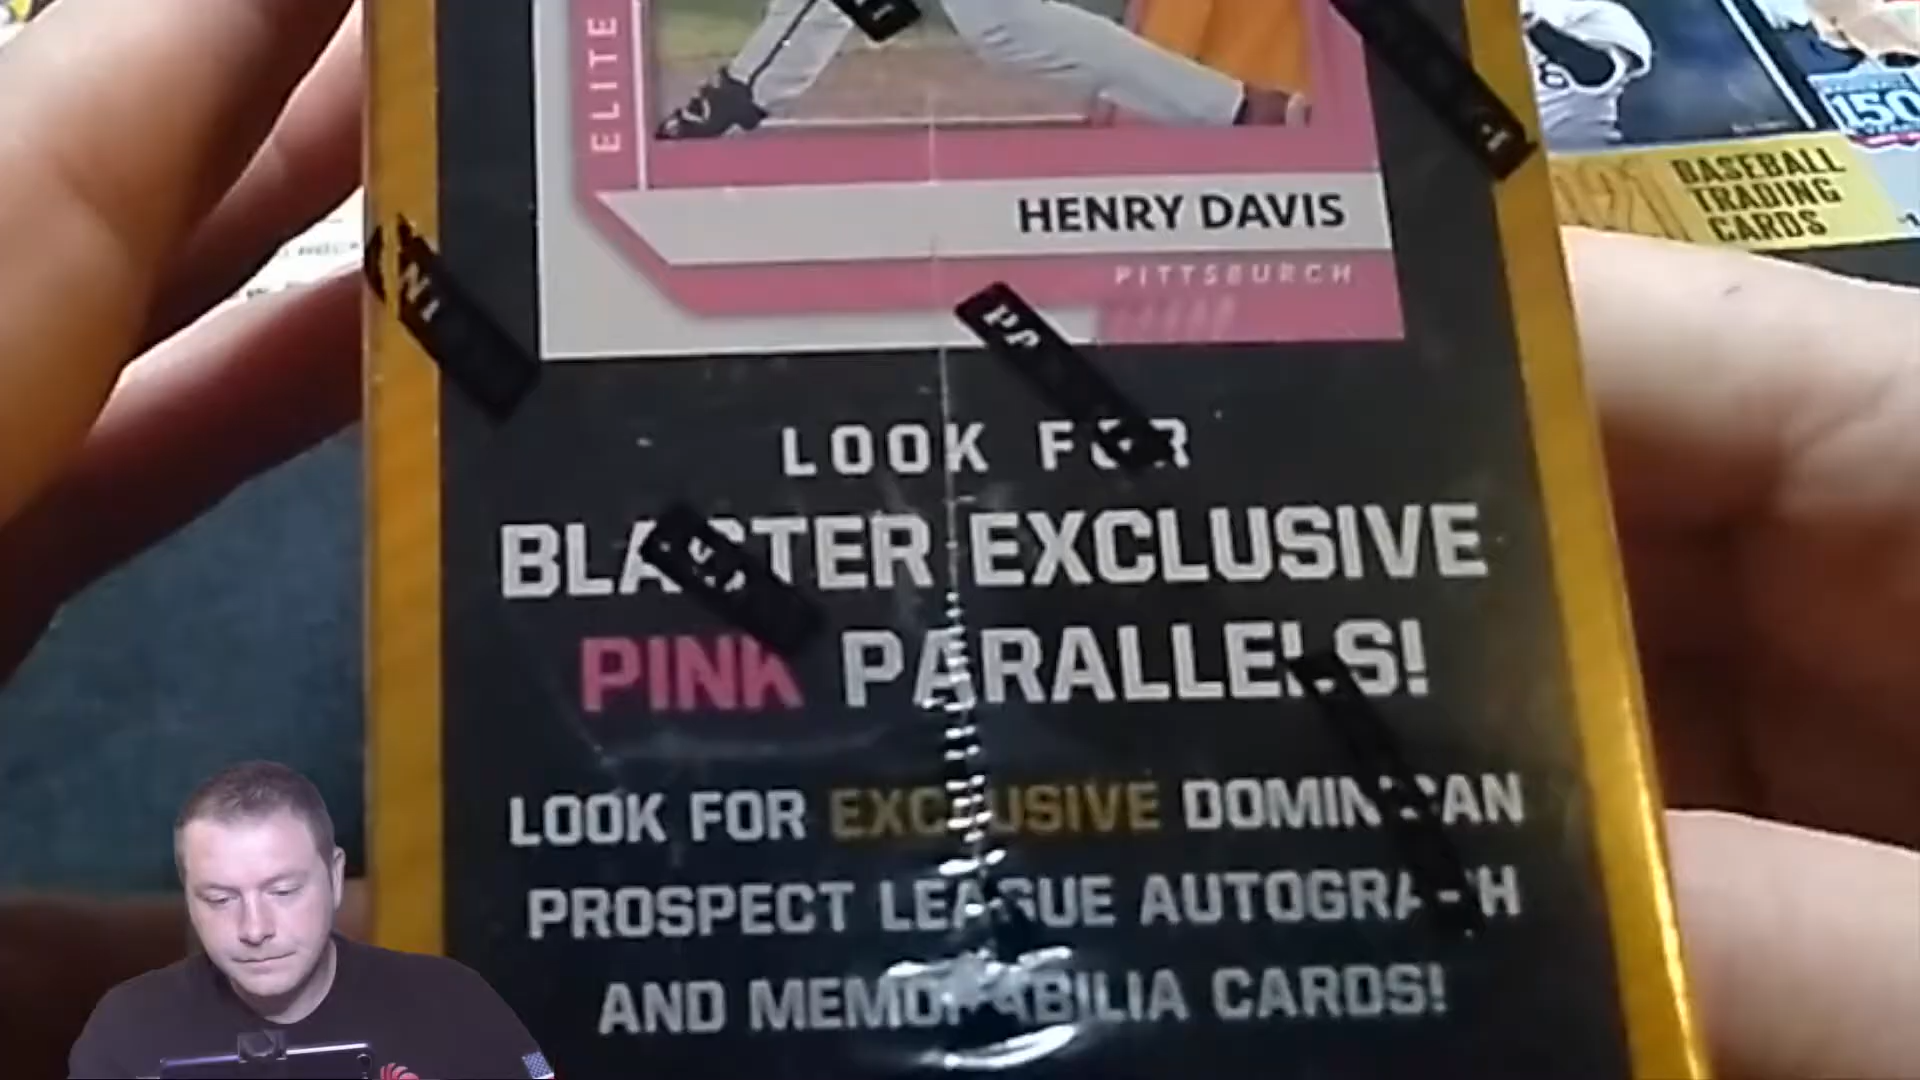 ELITE
HENRY DAVIS
PITTSBURGH
LOOK FOR
BLASTER EXCLUSIVE
PINK PARALLELS!
LOOK FOR EXCLUSIVE DOMINICAN
PROSPECT LEAGUE AUTOGRAPH
AND MEMORABILIA CARDS!
150
BASEBALL
TRADING
CARDS